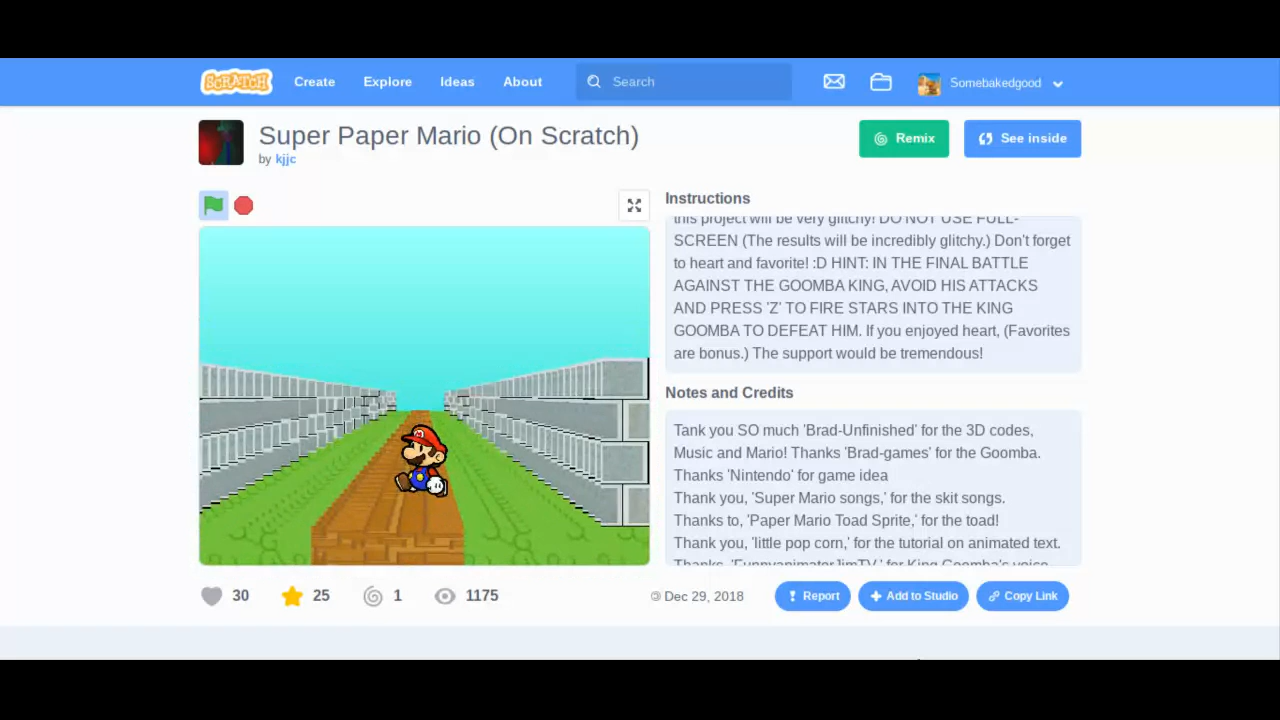 SCRATCH Create Explore Ideas About Search Somebakedgood
Super Paper Mario (On Scratch)
by kjjc
Remix See inside
Instructions
this project will be very glitchy! DO NOT USE FULL-
SCREEN (The results will be incredibly glitchy.) Don't forget
to heart and favorite! :D HINT: IN THE FINAL BATTLE
AGAINST THE GOOMBA KING, AVOID HIS ATTACKS
AND PRESS 'Z' TO FIRE STARS INTO THE KING
GOOMBA TO DEFEAT HIM. If you enjoyed heart, (Favorites
are bonus.) The support would be tremendous!
Notes and Credits
Tank you SO much 'Brad-Unfinished' for the 3D codes,
Music and Mario! Thanks 'Brad-games' for the Goomba.
Thanks 'Nintendo' for game idea
Thank you, 'Super Mario songs,' for the skit songs.
Thanks to, 'Paper Mario Toad Sprite,' for the toad!
Thank you, 'little pop corn,' for the tutorial on animated text.
Thanks, 'FunnyanimatorJimTV,' for King Goomba's voice
30 25 1 1175 Dec 29, 2018 Report Add to Studio Copy Link